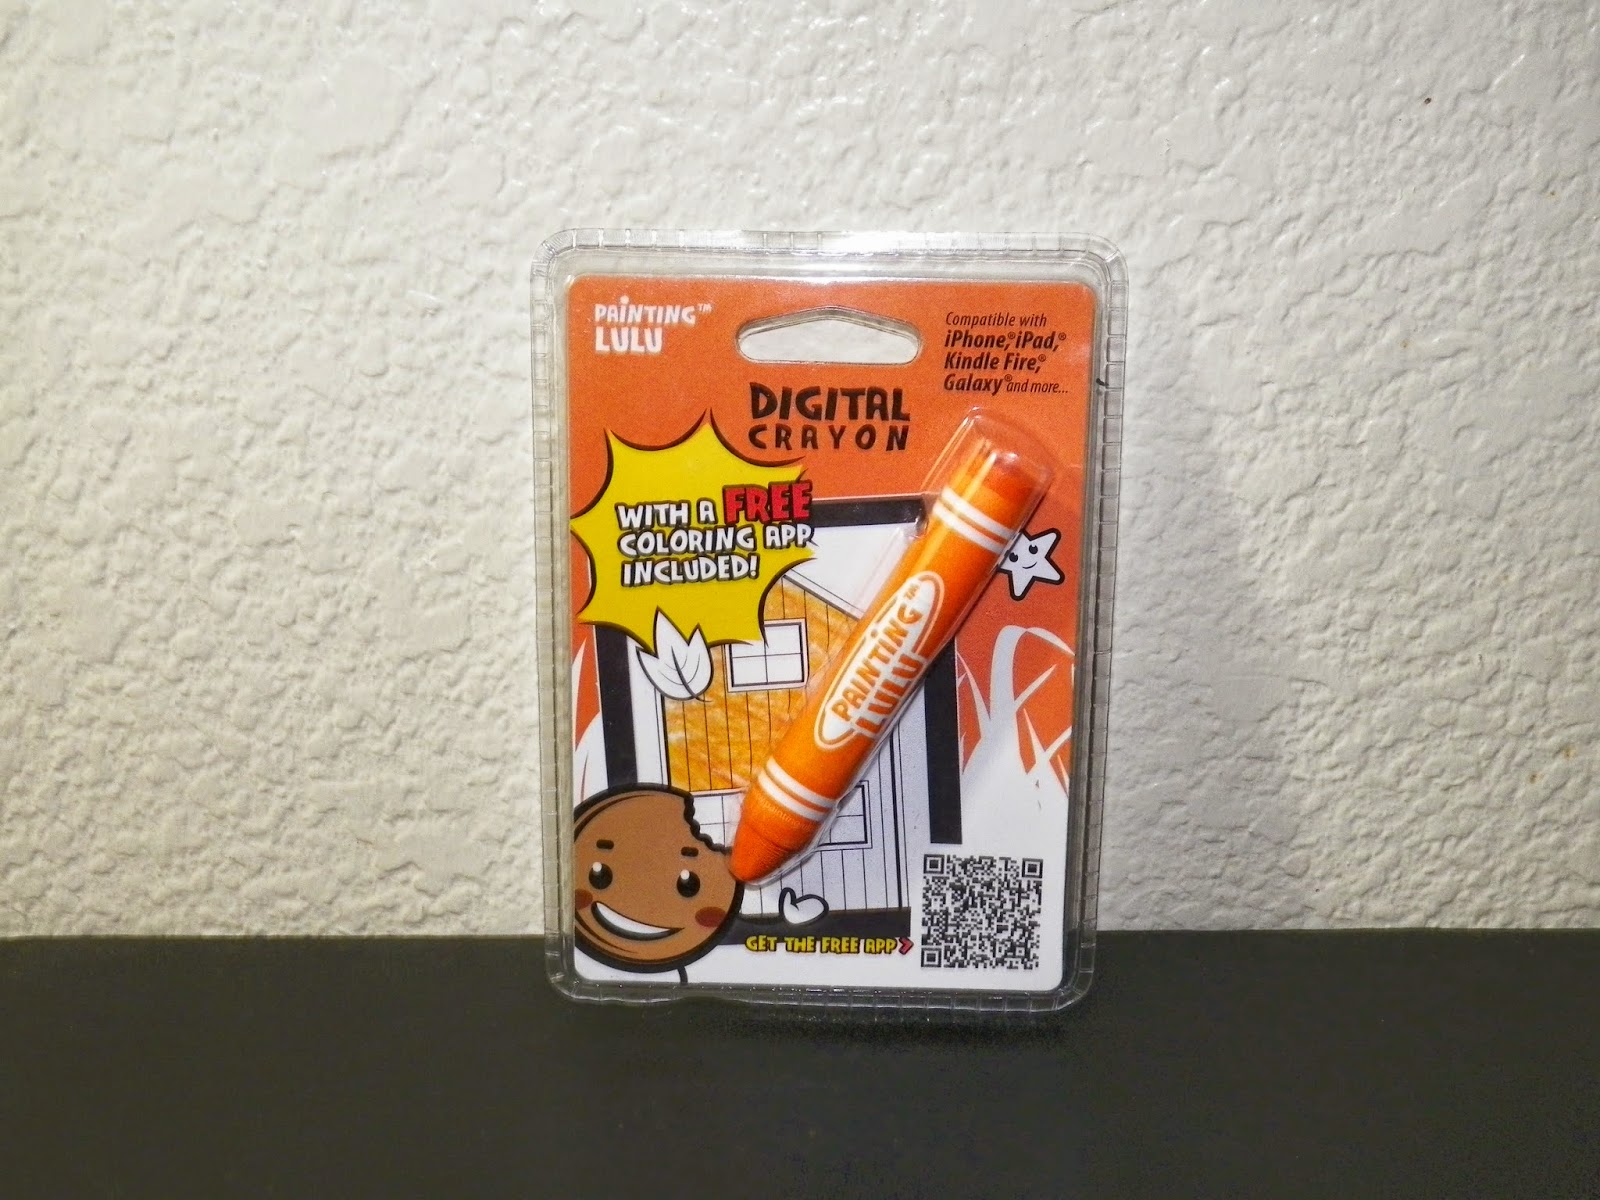 PAINTING™
LULU
Compatible with
iPhone,® iPad,®
Kindle Fire,®
Galaxy® and more...
DIGITAL
CRAYON
WITH A FREE
COLORING APP
INCLUDED!
PAINTING™
LULU
GET THE FREE APP